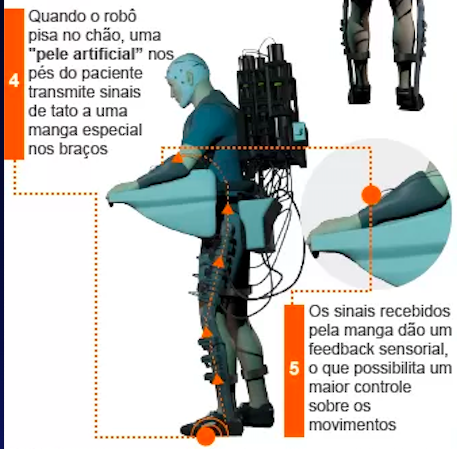 4
Quando o robô
pisa no chão, uma
"pele artificial” nos
pés do paciente
transmite sinais
de tato a uma
manga especial
nos braços
5
Os sinais recebidos
pela manga dão um
feedback sensorial,
o que possibilita um
maior controle
sobre os
movimentos